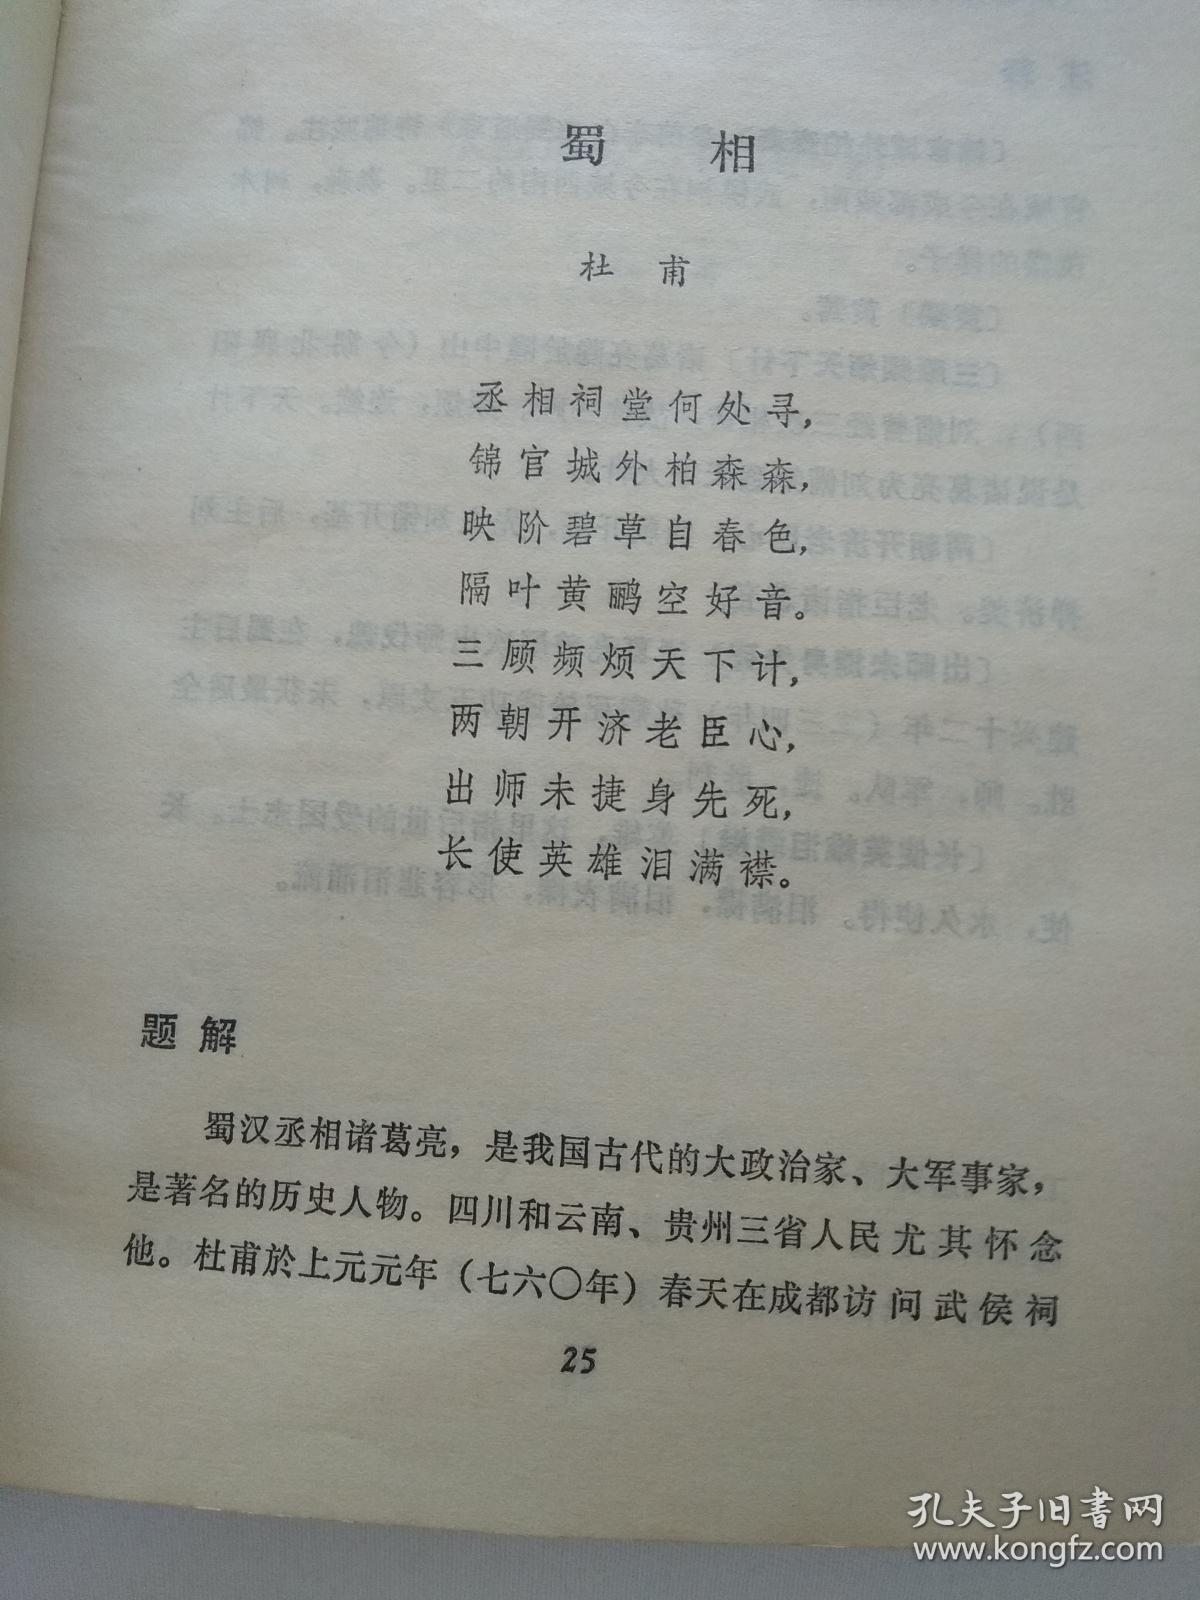 蜀 相
杜 甫
丞相祠堂何处寻，
锦官城外柏森森，
映阶碧草自春色，
隔叶黄鹂空好音。
三顾频烦天下计，
两朝开济老臣心，
出师未捷身先死，
长使英雄泪满襟。
题 解
蜀汉丞相诸葛亮，是我国古代的大政治家、大军事家，
是著名的历史人物。四川和云南、贵州三省人民尤其怀念
他。杜甫於上元元年（七六〇年）春天在成都访问武侯祠
25
孔夫子旧书网
www.kongfz.com